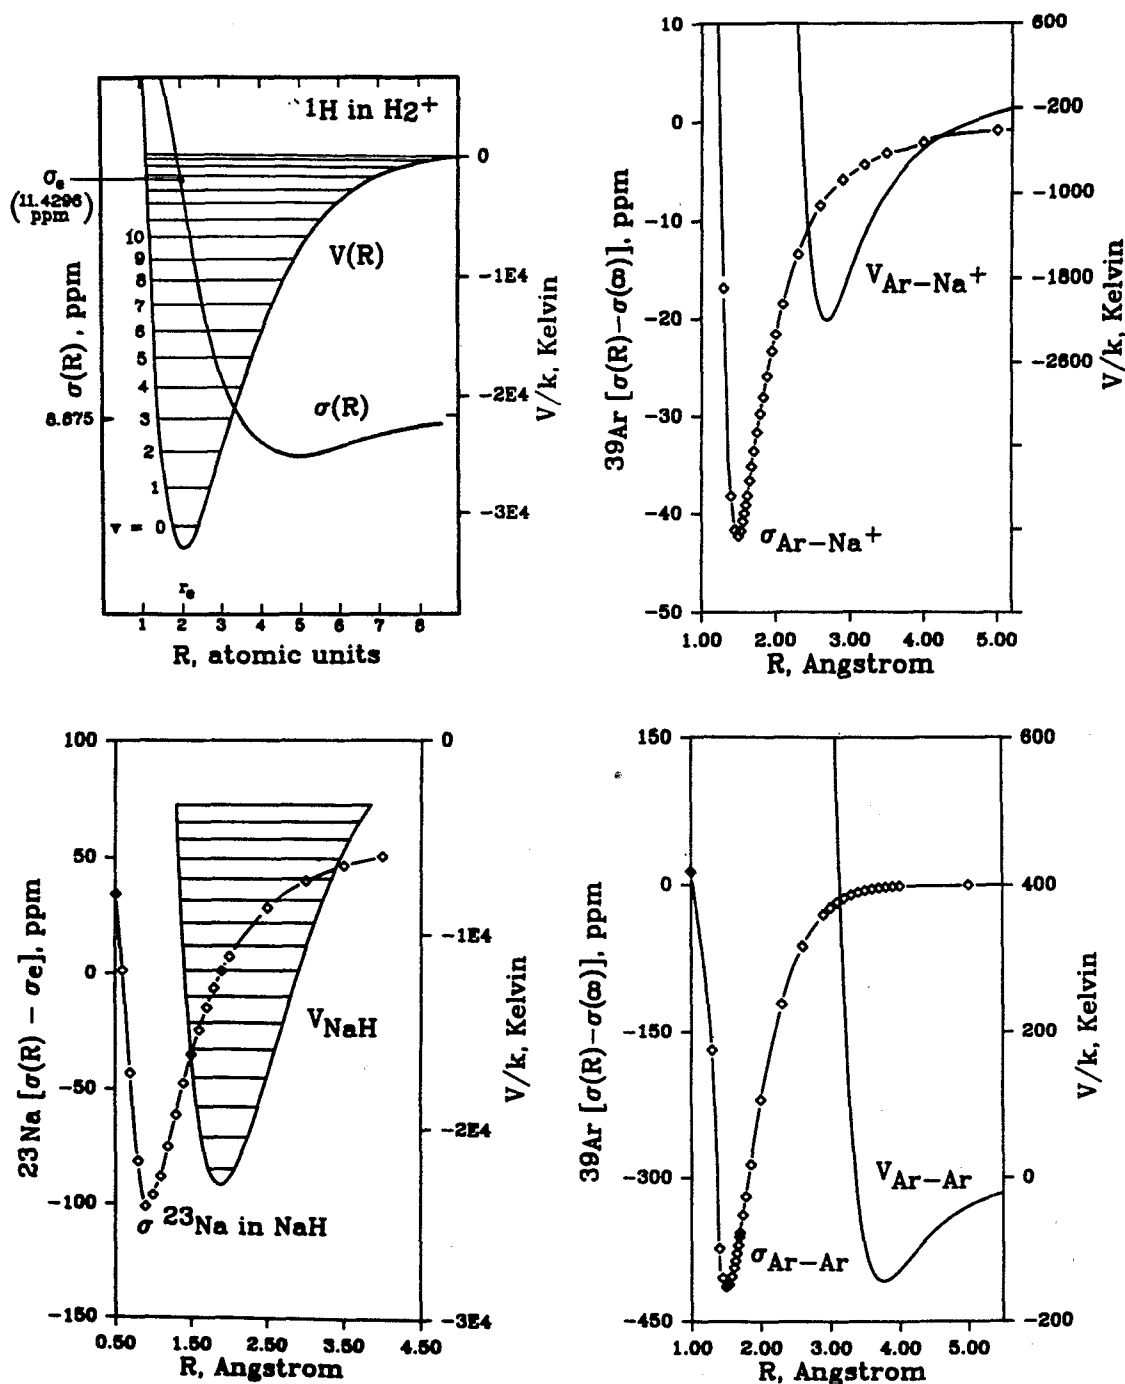 1H in H2+
σe
(11.4296 ppm)
8.675
σ(R), ppm
10
9
8
7
6
5
4
3
2
1
v = 0
V(R)
σ(R)
re
0
-1E4
-2E4
-3E4
V/k, Kelvin
1 2 3 4 5 6 7 8
R, atomic units
10
0
-10
-20
-30
-40
-50
39Ar [σ(R)-σ(∞)], ppm
VAr-Na+
σAr-Na+
600
-200
-1000
-1800
-2600
V/k, Kelvin
1.00 2.00 3.00 4.00 5.00
R, Angstrom
100
50
0
-50
-100
-150
23Na [σ(R) - σe], ppm
VNaH
σ 23Na in NaH
0
-1E4
-2E4
-3E4
V/k, Kelvin
0.50 1.50 2.50 3.50 4.50
R, Angstrom
150
0
-150
-300
-450
39Ar [σ(R)-σ(∞)], ppm
VAr-Ar
σAr-Ar
600
400
200
0
-200
V/k, Kelvin
1.00 2.00 3.00 4.00 5.00
R, Angstrom